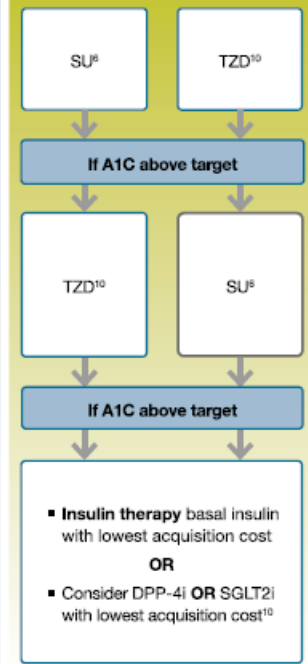 SU⁶ TZD¹⁰
If A1C above target
TZD¹⁰ SU⁶
If A1C above target
▪ Insulin therapy basal insulin
with lowest acquisition cost
OR
▪ Consider DPP-4i OR SGLT2i
with lowest acquisition cost¹⁰